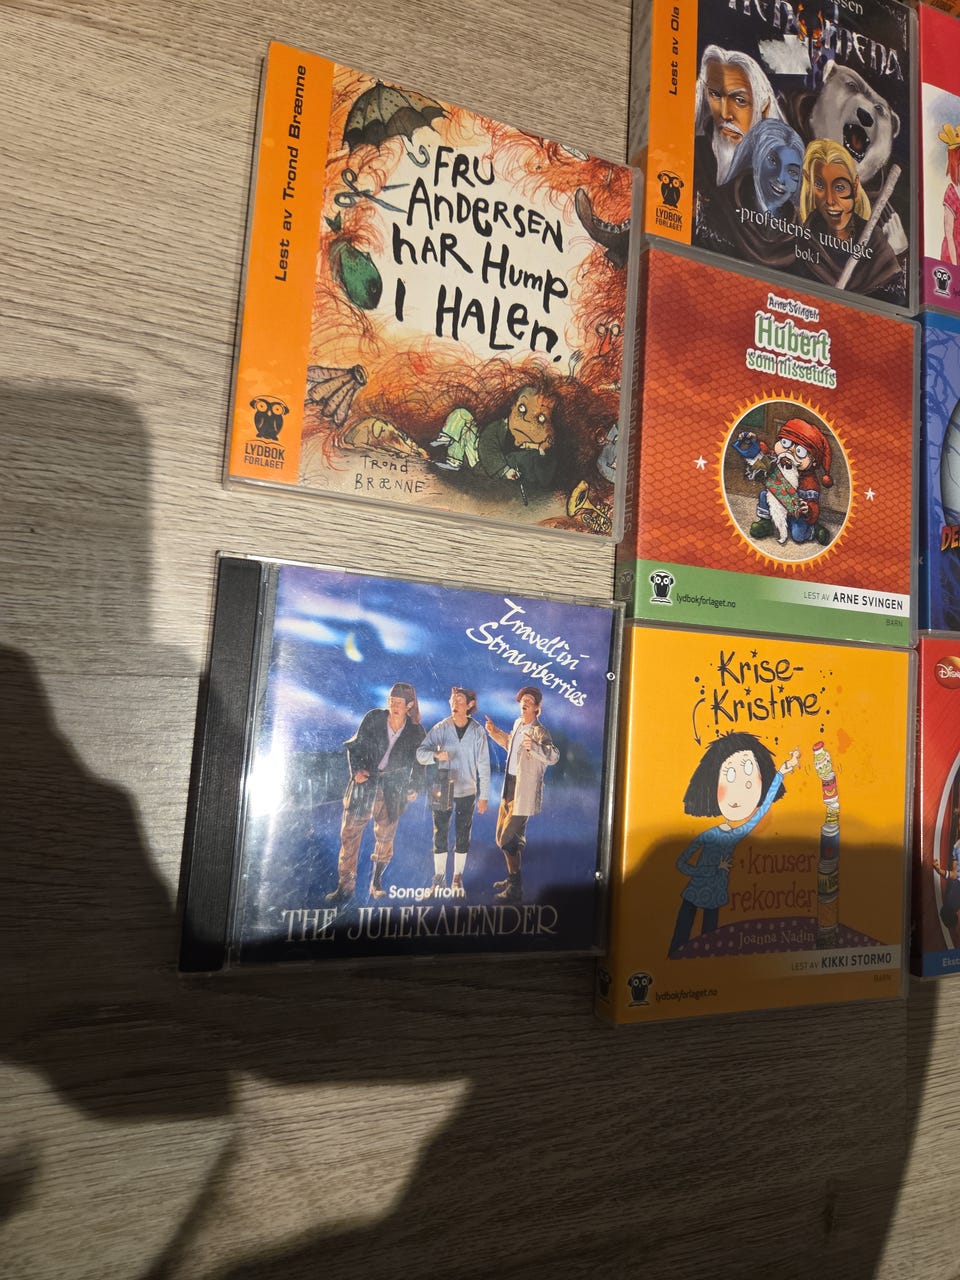 Lest av Trond Brænne
FRU
ANDERSEN
HAR HUMP
I HALEN.
TROND
BRÆNNE
LYDBOK
FORLAGET
Lest av Ola
LYDBOK
FORLAGET
-profetiens utvalgte
bok 1
Arne Svingen
Hubert
som nissetufs
lydbokforlaget.no
LEST AV ARNE SVINGEN
BARN
Travellin'
Strawberries
Songs from
THE JULEKALENDER
Krise-
Kristine
knuser
rekorder
Joanna Nadin
LEST AV KIKKI STORMO
BARN
lydbokforlaget.no